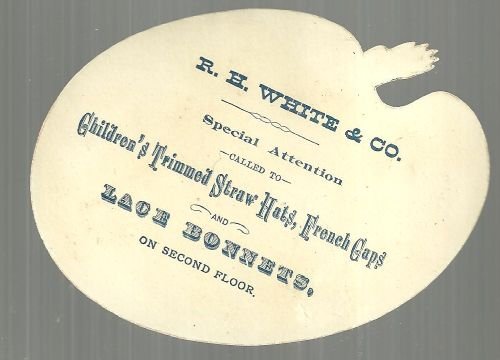 R. H. WHITE & CO.
Special Attention
—CALLED TO—
Children's Trimmed Straw Hats, French Caps
—AND—
LACE BONNETS,
ON SECOND FLOOR.